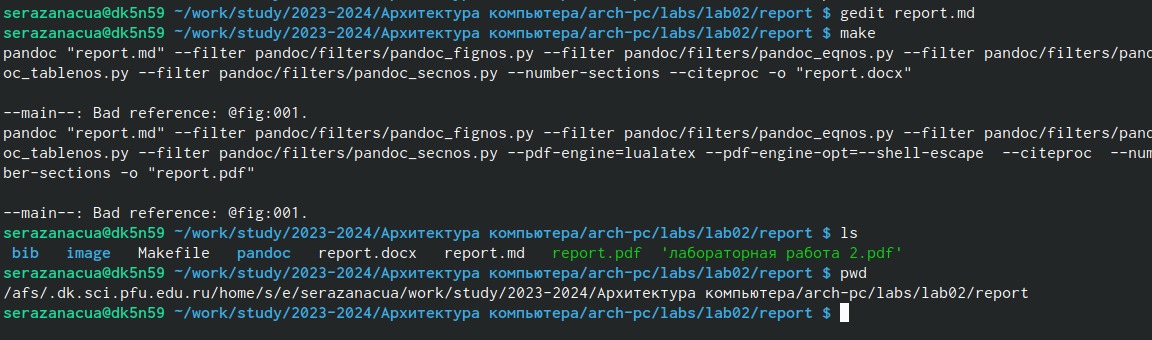 serazanacua@dk5n59 ~/work/study/2023-2024/Архитектура компьютера/arch-pc/labs/lab02/report $ gedit report.md
serazanacua@dk5n59 ~/work/study/2023-2024/Архитектура компьютера/arch-pc/labs/lab02/report $ make
pandoc "report.md" --filter pandoc/filters/pandoc_fignos.py --filter pandoc/filters/pandoc_eqnos.py --filter pandoc/filters/pand
oc_tablenos.py --filter pandoc/filters/pandoc_secnos.py --number-sections --citeproc -o "report.docx"
--main--: Bad reference: @fig:001.
pandoc "report.md" --filter pandoc/filters/pandoc_fignos.py --filter pandoc/filters/pandoc_eqnos.py --filter pandoc/filters/pand
oc_tablenos.py --filter pandoc/filters/pandoc_secnos.py --pdf-engine=lualatex --pdf-engine-opt=--shell-escape  --citeproc  --num
ber-sections -o "report.pdf"
--main--: Bad reference: @fig:001.
serazanacua@dk5n59 ~/work/study/2023-2024/Архитектура компьютера/arch-pc/labs/lab02/report $ ls
bib   image   Makefile   pandoc   report.docx   report.md   report.pdf  'лабораторная работа 2.pdf'
serazanacua@dk5n59 ~/work/study/2023-2024/Архитектура компьютера/arch-pc/labs/lab02/report $ pwd
/afs/.dk.sci.pfu.edu.ru/home/s/e/serazanacua/work/study/2023-2024/Архитектура компьютера/arch-pc/labs/lab02/report
serazanacua@dk5n59 ~/work/study/2023-2024/Архитектура компьютера/arch-pc/labs/lab02/report $